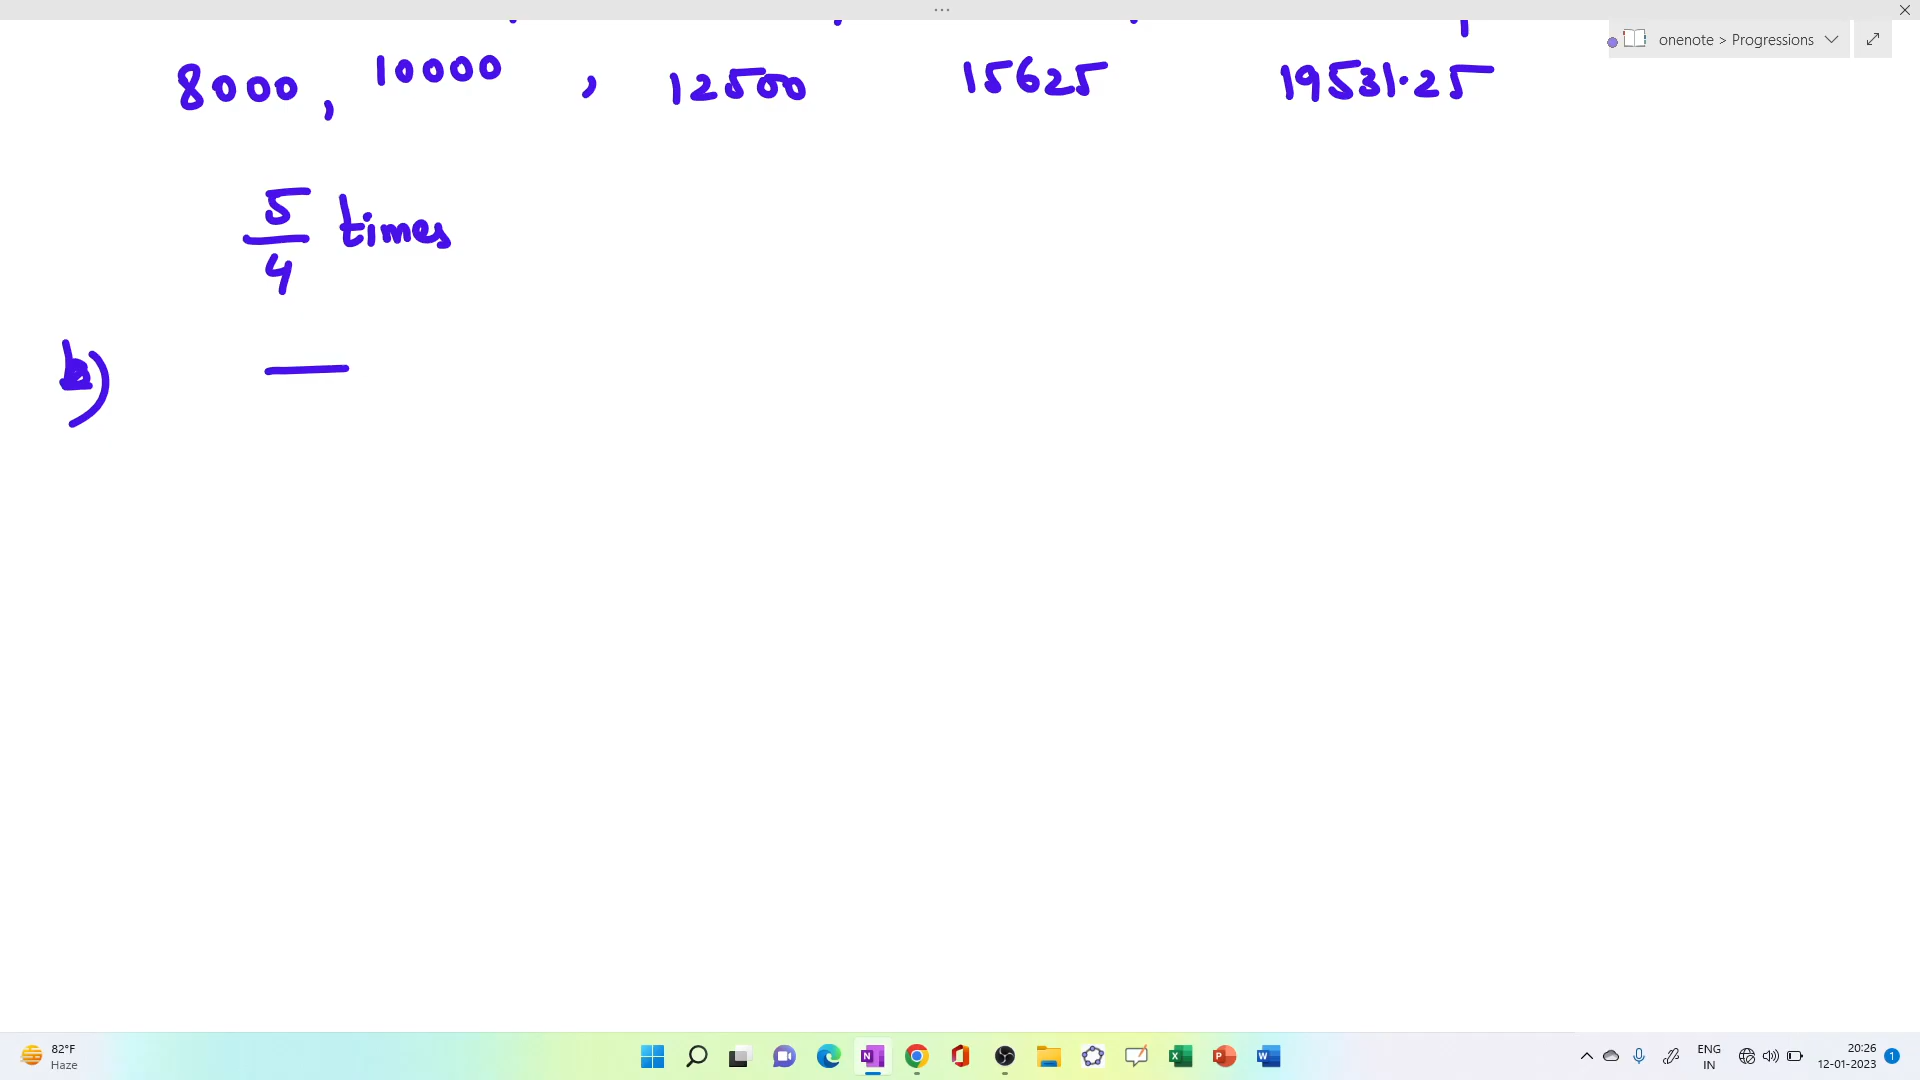 onenote > Progressions
8000, 10000 , 12500 15625 19531.25
5/4 times
b) —
82°F
Haze
ENG
IN
20:26
12-01-2023
1